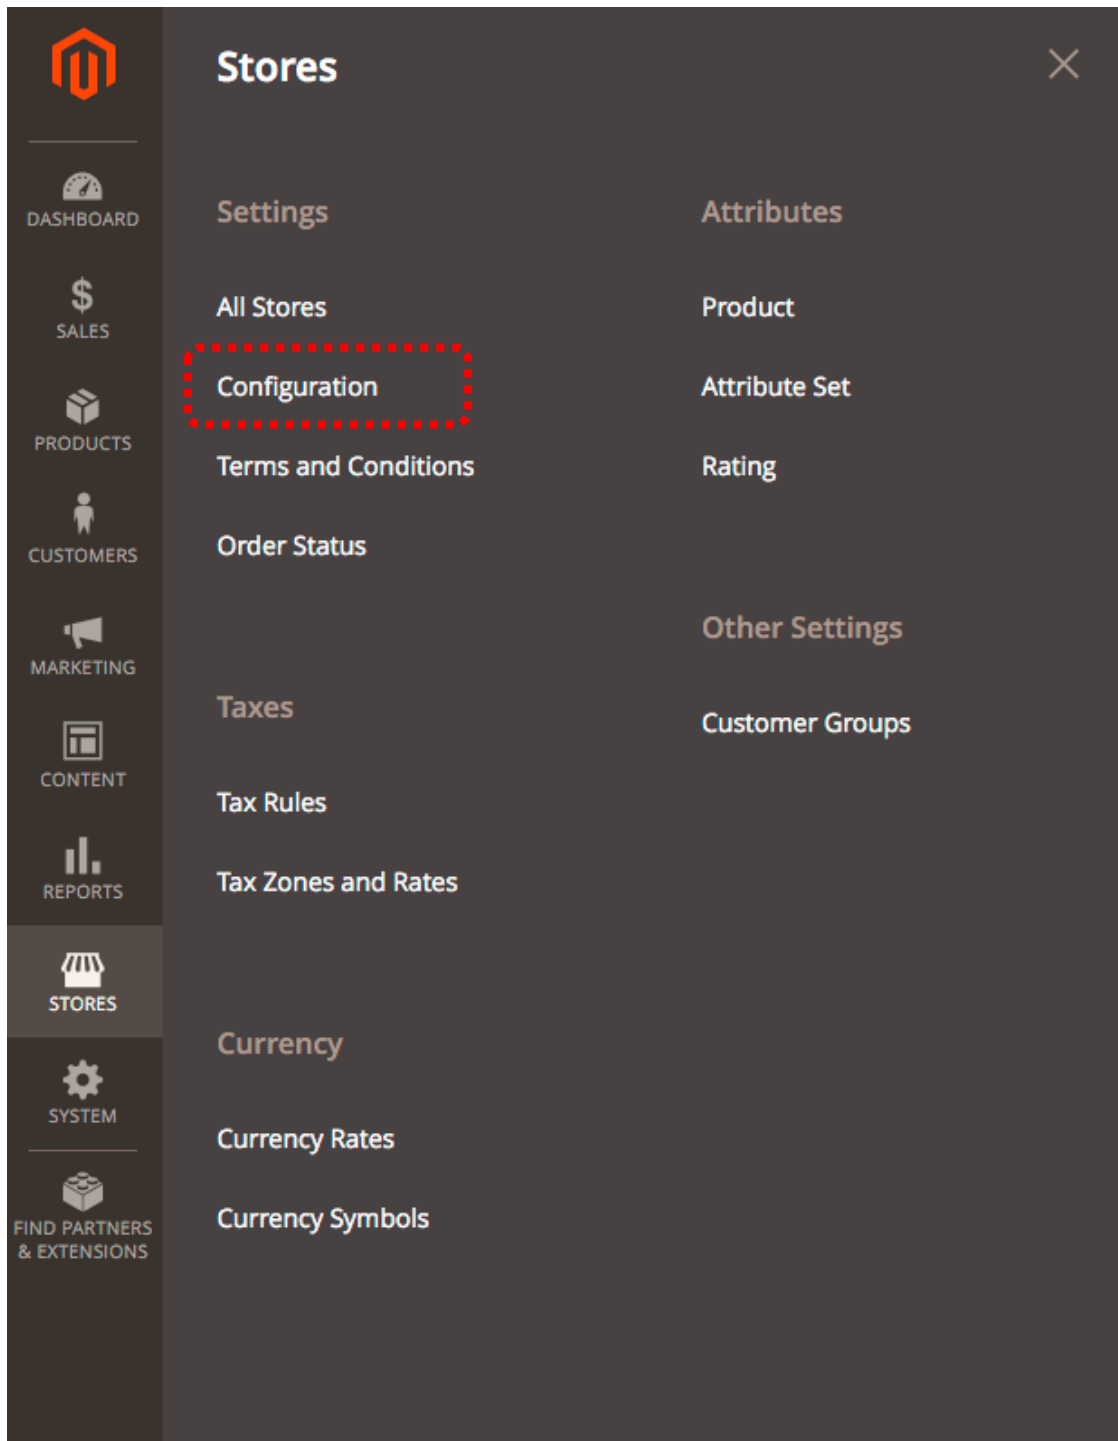 DASHBOARD
SALES
PRODUCTS
CUSTOMERS
MARKETING
CONTENT
REPORTS
STORES
SYSTEM
FIND PARTNERS
& EXTENSIONS
Stores
Settings
All Stores
Configuration
Terms and Conditions
Order Status
Taxes
Tax Rules
Tax Zones and Rates
Currency
Currency Rates
Currency Symbols
Attributes
Product
Attribute Set
Rating
Other Settings
Customer Groups